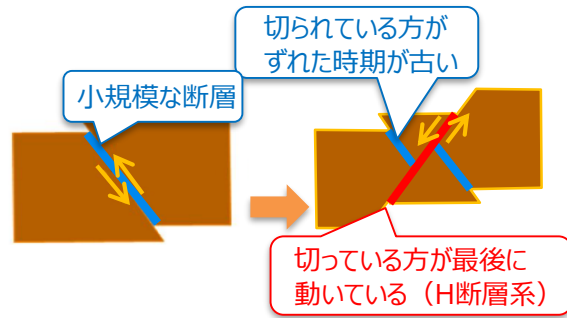 小規模な断層
切られている方が
ずれた時期が古い
切っている方が最後に
動いている（H断層系）